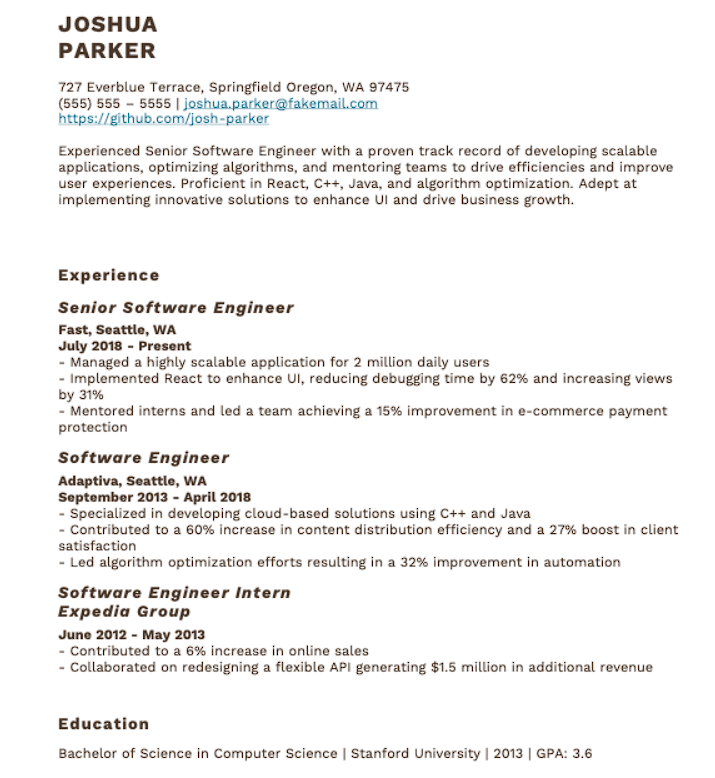 JOSHUA
PARKER
727 Everblue Terrace, Springfield Oregon, WA 97475
(555) 555 – 5555 | joshua.parker@fakemail.com
https://github.com/josh-parker
Experienced Senior Software Engineer with a proven track record of developing scalable
applications, optimizing algorithms, and mentoring teams to drive efficiencies and improve
user experiences. Proficient in React, C++, Java, and algorithm optimization. Adept at
implementing innovative solutions to enhance UI and drive business growth.
Experience
Senior Software Engineer
Fast, Seattle, WA
July 2018 - Present
- Managed a highly scalable application for 2 million daily users
- Implemented React to enhance UI, reducing debugging time by 62% and increasing views
by 31%
- Mentored interns and led a team achieving a 15% improvement in e-commerce payment
protection
Software Engineer
Adaptiva, Seattle, WA
September 2013 - April 2018
- Specialized in developing cloud-based solutions using C++ and Java
- Contributed to a 60% increase in content distribution efficiency and a 27% boost in client
satisfaction
- Led algorithm optimization efforts resulting in a 32% improvement in automation
Software Engineer Intern
Expedia Group
June 2012 - May 2013
- Contributed to a 6% increase in online sales
- Collaborated on redesigning a flexible API generating $1.5 million in additional revenue
Education
Bachelor of Science in Computer Science | Stanford University | 2013 | GPA: 3.6